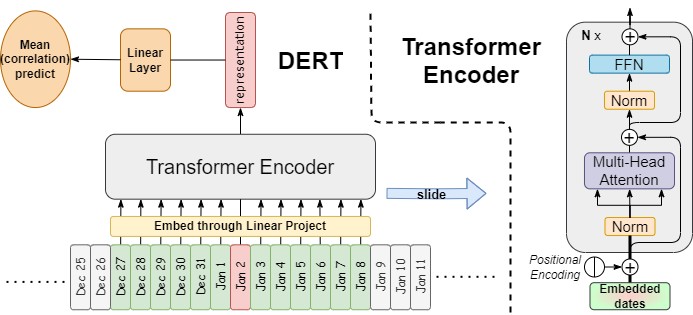 Mean
(correlation)
predict
Linear
Layer
representation
DERT
Transformer Encoder
slide
Embed through Linear Project
Dec 25
Dec 26
Dec 27
Dec 28
Dec 29
Dec 30
Dec 31
Jan 1
Jan 2
Jan 3
Jan 4
Jan 5
Jan 6
Jan 7
Jan 8
Jan 9
Jan 10
Jan 11
Transformer
Encoder
N x
FFN
Norm
Multi-Head
Attention
Norm
Positional
Encoding
Embedded
dates